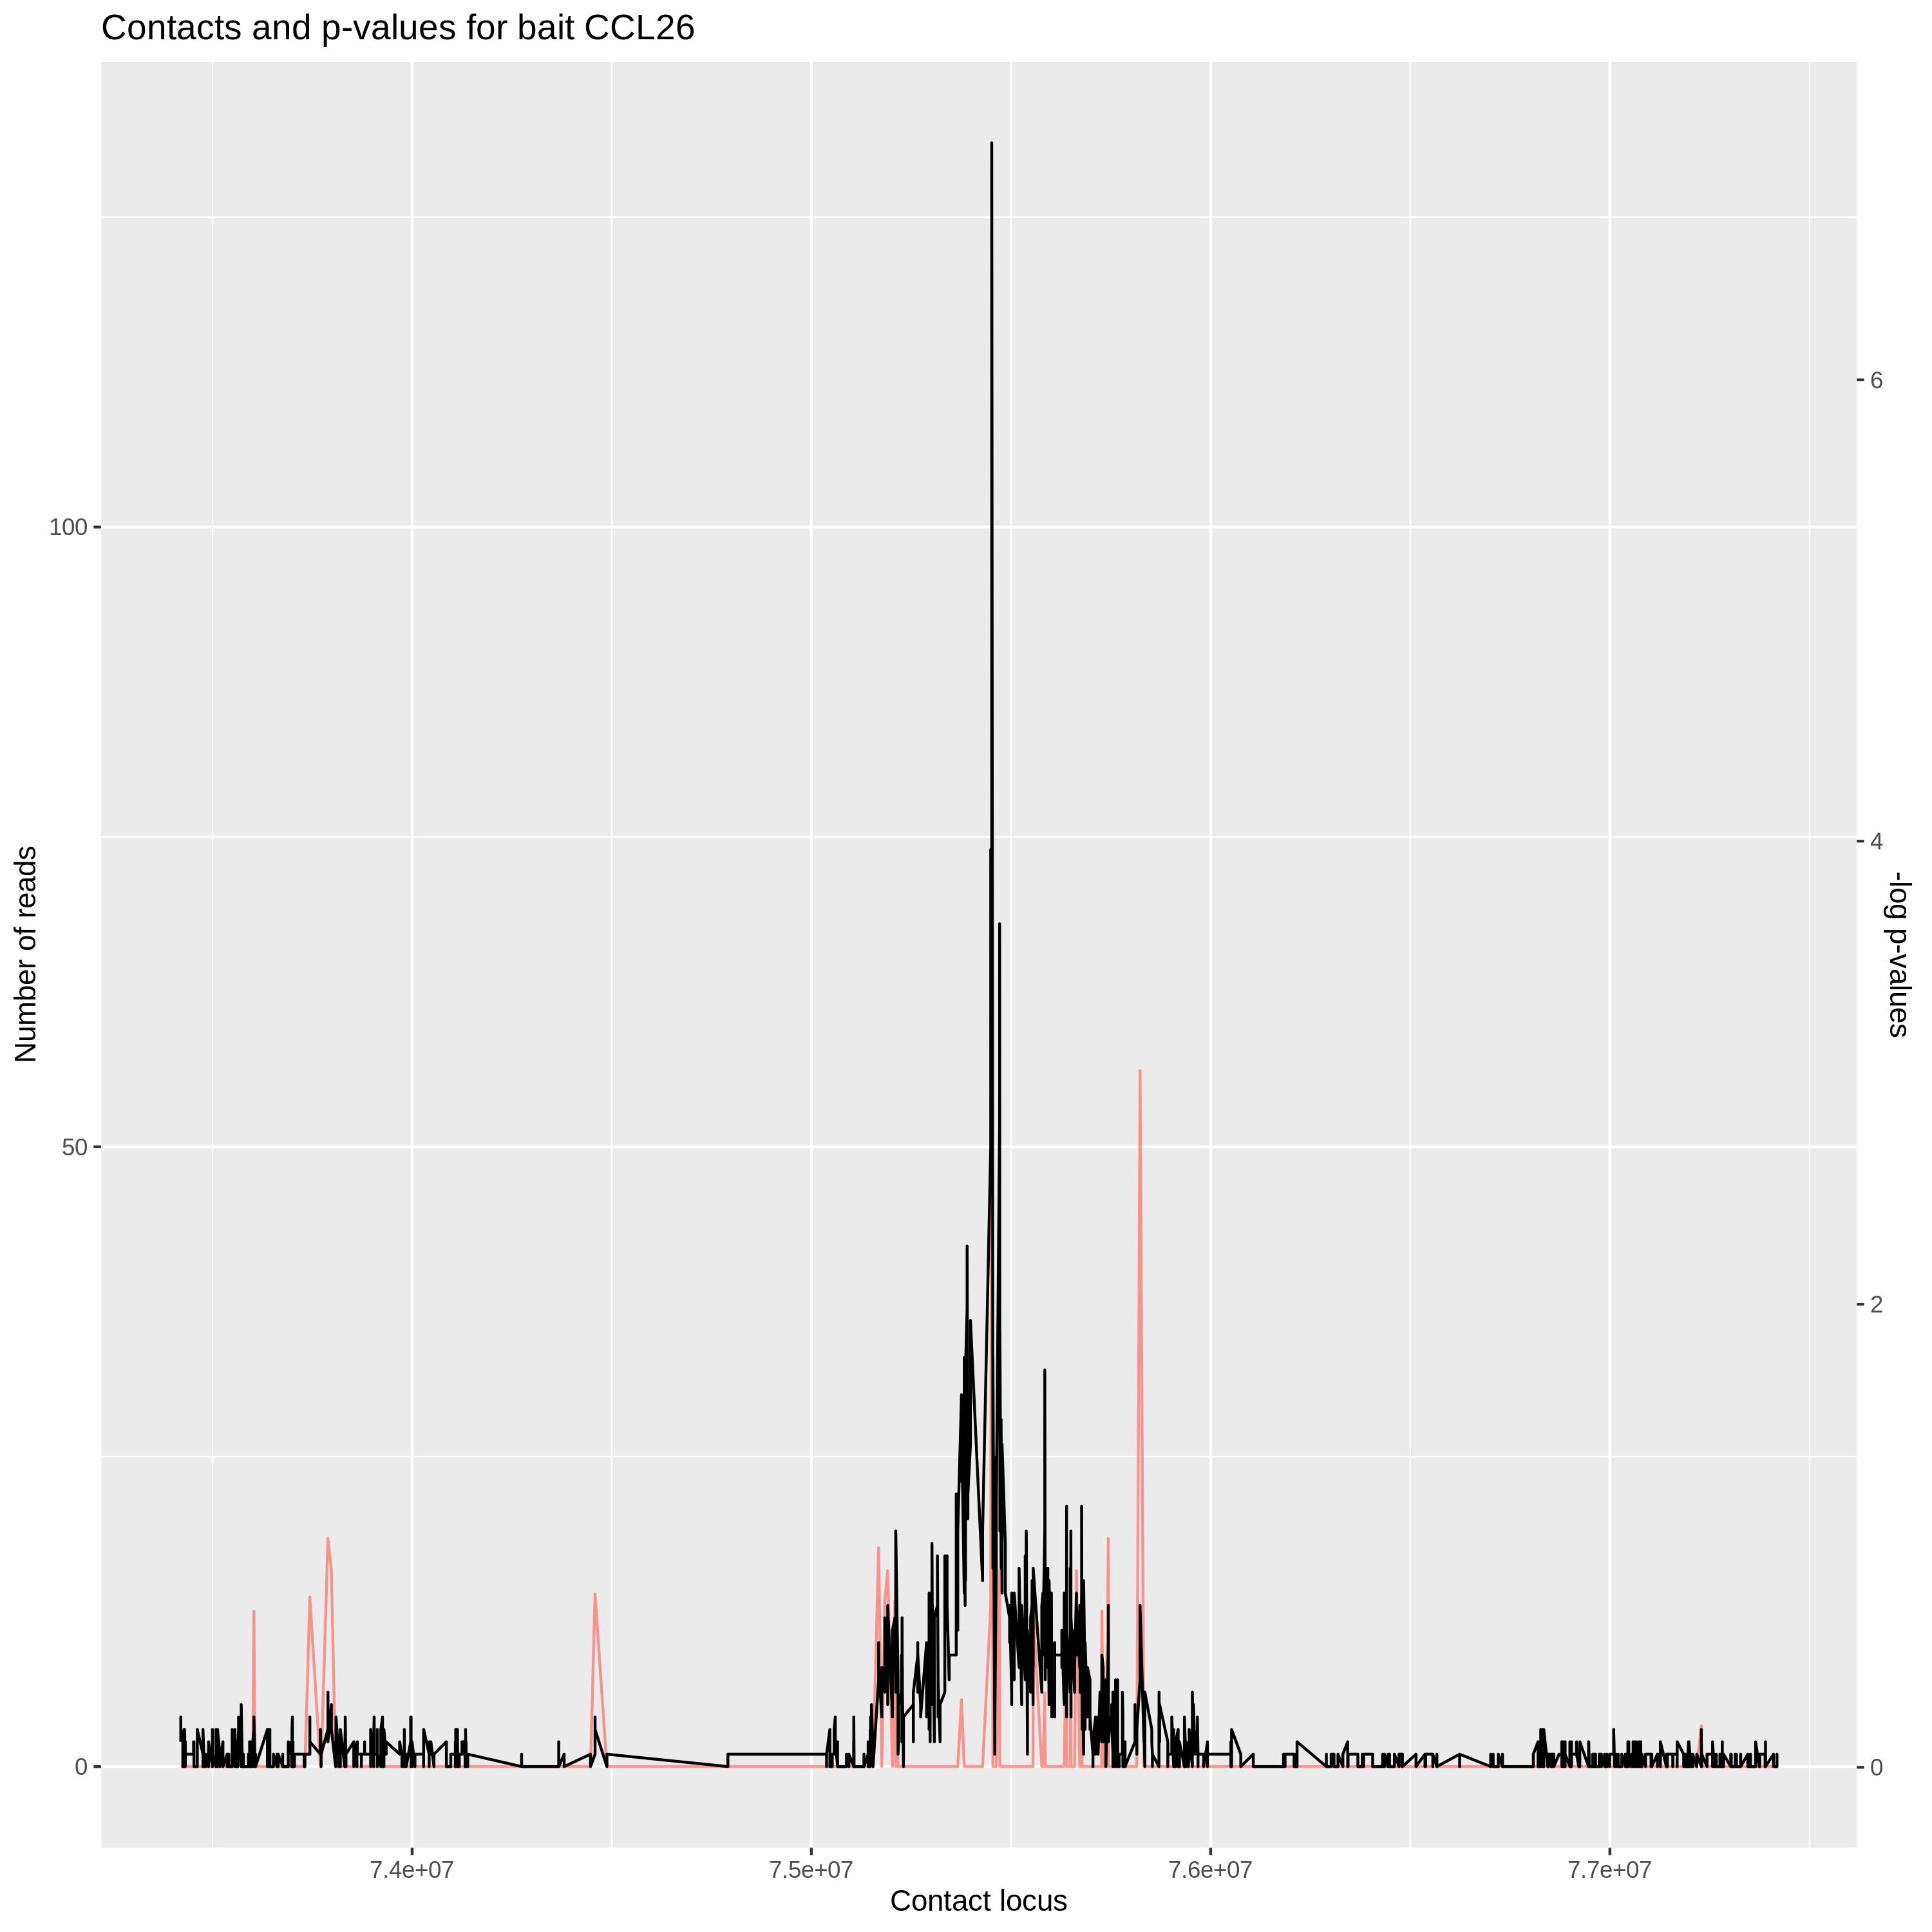 Contacts and p-values for bait CCL26
Number of reads
100
50
0
6
4
2
0
-log p-values
7.4e+07
7.5e+07
7.6e+07
7.7e+07
Contact locus